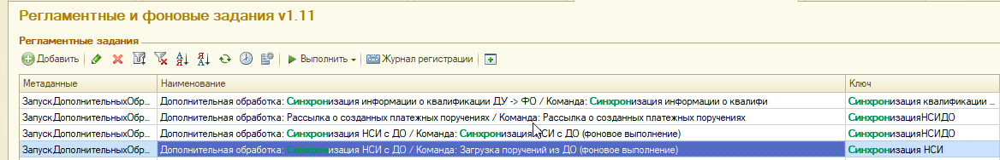 Регламентные и фоновые задания v1.11
Регламентные задания
Добавить Выполнить Журнал регистрации
Метаданные Наименование Ключ
ЗапускДополнительныхОбр... Дополнительная обработка: Синхронизация информации о квалификации ДУ -> ФО / Команда: Синхронизация информации о квалифи Синхронизация квалификации ...
ЗапускДополнительныхОбр... Дополнительная обработка: Рассылка о созданных платежных поручениях / Команда: Рассылка о созданных платежных поручениях СинхронизацияНСИДО
ЗапускДополнительныхОбр... Дополнительная обработка: Синхронизация НСИ с ДО / Команда: Синхронизация НСИ с ДО (фоновое выполнение) СинхронизацияНСИДО
ЗапускДополнительныхОбр... Дополнительная обработка: Синхронизация НСИ с ДО / Команда: Загрузка поручений из ДО (фоновое выполнение) Синхронизация НСИ